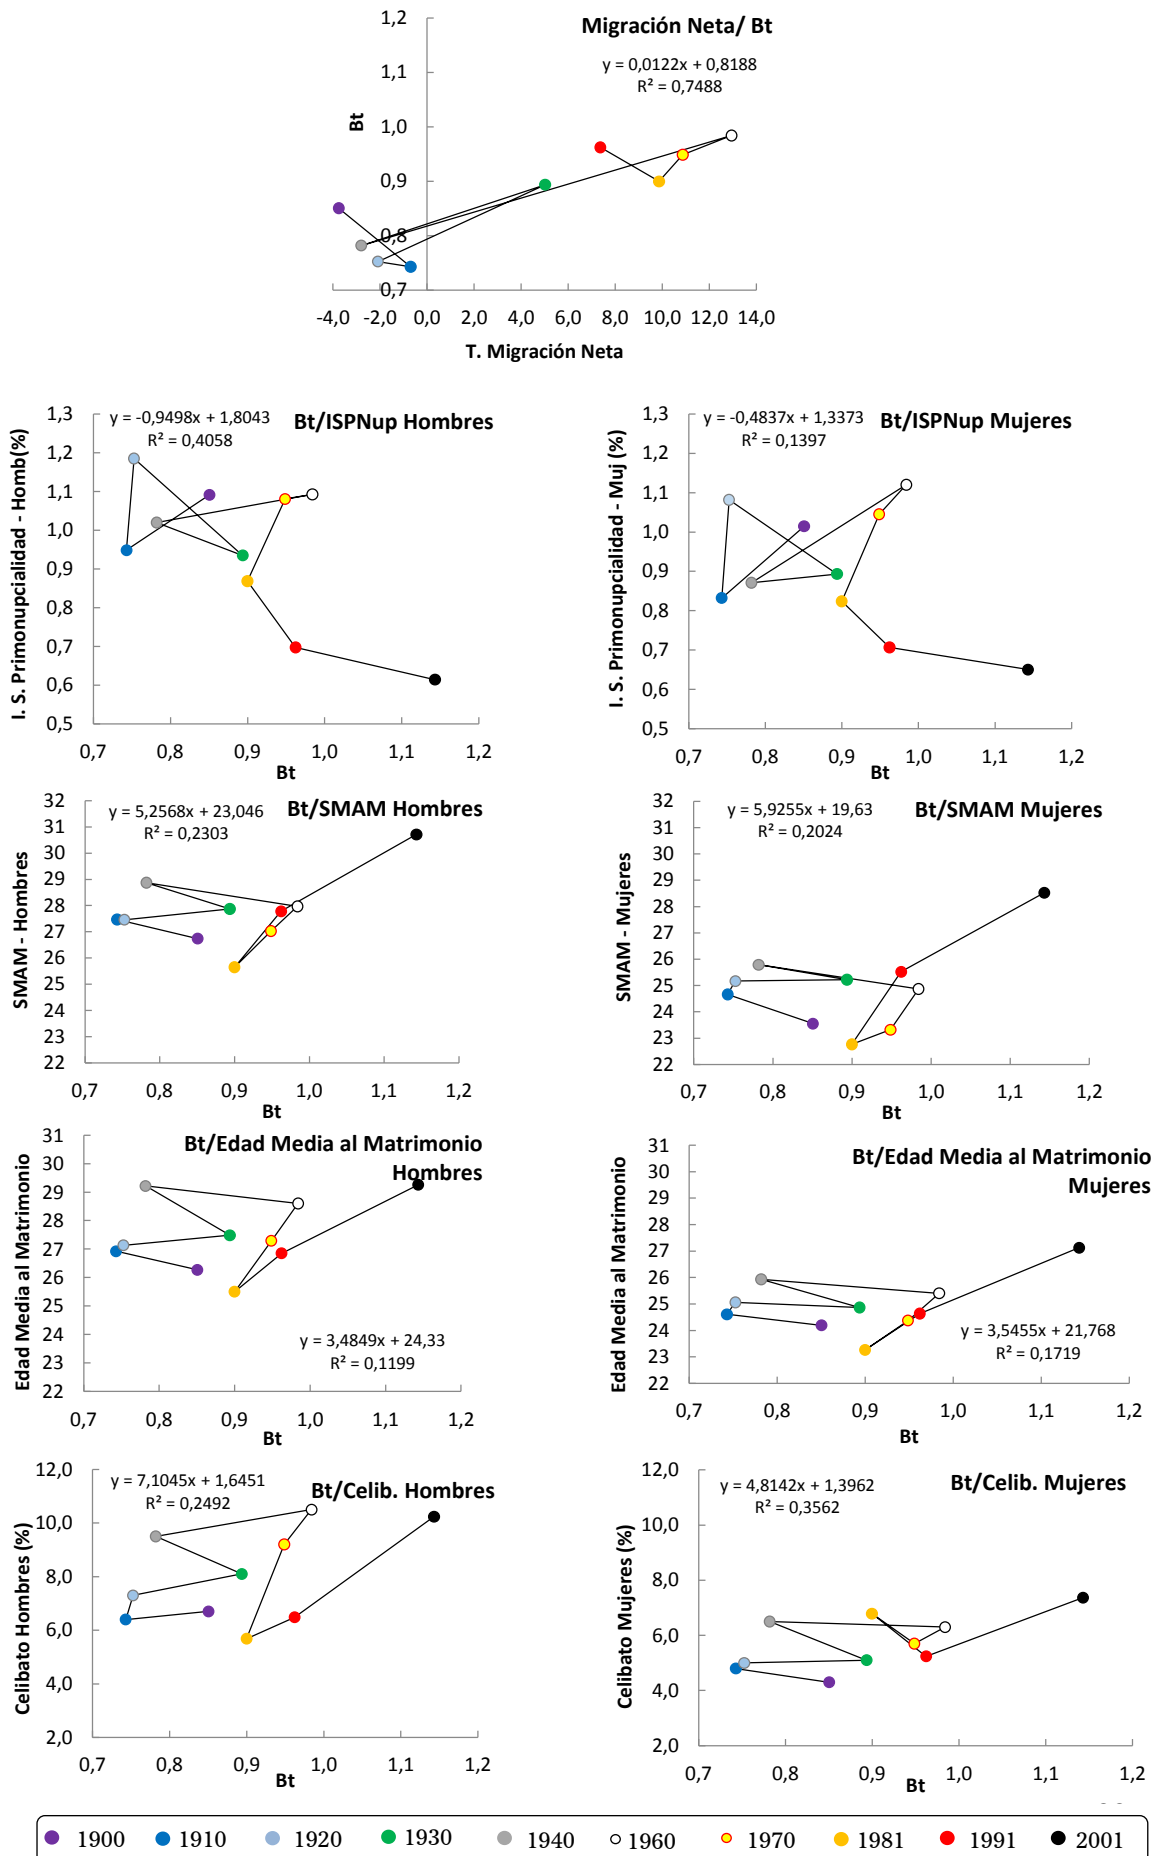 Migración Neta/ Bt
y = 0,0122x + 0,8188
R² = 0,7488
1,2
1,1
1,0
0,9
0,8
0,7
Bt
-4,0 -2,0 0,0 2,0 4,0 6,0 8,0 10,0 12,0 14,0
T. Migración Neta
Bt/ISPNup Hombres
y = -0,9498x + 1,8043
R² = 0,4058
I. S. Primonupcialidad - Homb(%)
1,3
1,2
1,1
1,0
0,9
0,8
0,7
0,6
0,5
0,7 0,8 0,9 1,0 1,1 1,2
Bt
Bt/ISPNup Mujeres
y = -0,4837x + 1,3373
R² = 0,1397
I. S. Primonupcialidad - Muj (%)
1,3
1,2
1,1
1,0
0,9
0,8
0,7
0,6
0,5
0,7 0,8 0,9 1,0 1,1 1,2
Bt
Bt/SMAM Hombres
y = 5,2568x + 23,046
R² = 0,2303
SMAM - Hombres
32
31
30
29
28
27
26
25
24
23
22
0,7 0,8 0,9 1,0 1,1 1,2
Bt
Bt/SMAM Mujeres
y = 5,9255x + 19,63
R² = 0,2024
SMAM - Mujeres
32
31
30
29
28
27
26
25
24
23
22
0,7 0,8 0,9 1,0 1,1 1,2
Bt
Bt/Edad Media al Matrimonio
Hombres
y = 3,4849x + 24,33
R² = 0,1199
Edad Media al Matrimonio
31
30
29
28
27
26
25
24
23
22
0,7 0,8 0,9 1,0 1,1 1,2
Bt
Bt/Edad Media al Matrimonio
Mujeres
y = 3,5455x + 21,768
R² = 0,1719
Edad Media al Matrimonio
31
30
29
28
27
26
25
24
23
22
0,7 0,8 0,9 1,0 1,1 1,2
Bt
Bt/Celib. Hombres
y = 7,1045x + 1,6451
R² = 0,2492
Celibato Hombres (%)
12,0
10,0
8,0
6,0
4,0
2,0
0,7 0,8 0,9 1,0 1,1 1,2
Bt
Bt/Celib. Mujeres
y = 4,8142x + 1,3962
R² = 0,3562
Celibato Mujeres (%)
12,0
10,0
8,0
6,0
4,0
2,0
0,7 0,8 0,9 1,0 1,1 1,2
Bt
1900 1910 1920 1930 1940 1960 1970 1981 1991 2001